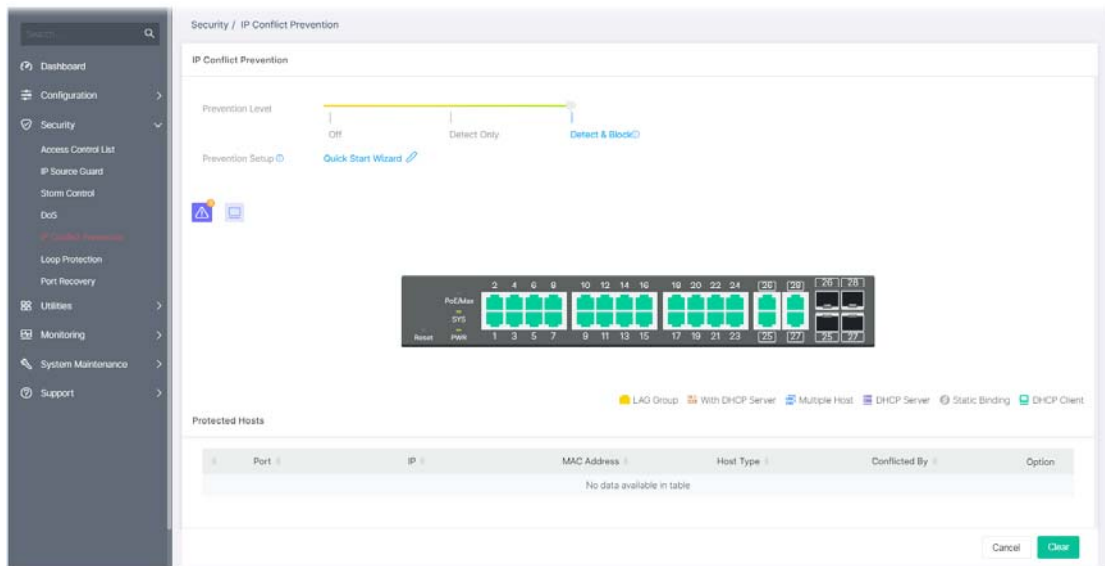 Security / IP Conflict Prevention
Search...
Dashboard
Configuration
Security
Access Control List
IP Source Guard
Storm Control
DoS
IP Conflict Prevention
Loop Protection
Port Recovery
Utilities
Monitoring
System Maintenance
Support
IP Conflict Prevention
Prevention Level
Off
Detect Only
Detect & Block
Prevention Setup
Quick Start Wizard
2 4 6 8 10 12 14 16 18 20 22 24 26 28 26 28
PoE/Max
SYS
Reset PWR 1 3 5 7 9 11 13 15 17 19 21 23 25 27 25 27
LAG Group With DHCP Server Multiple Host DHCP Server Static Binding DHCP Client
Protected Hosts
Port IP MAC Address Host Type Conflicted By Option
No data available in table
Cancel Clear